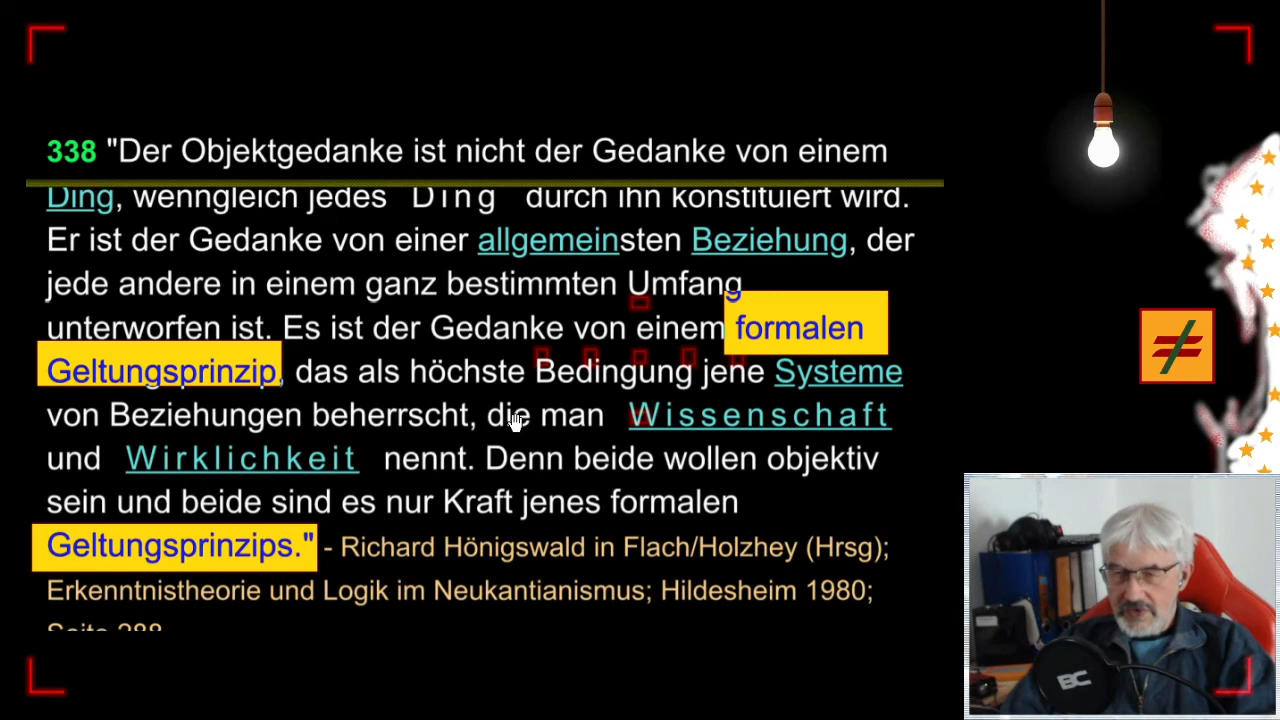 338 "Der Objektgedanke ist nicht der Gedanke von einem
Ding, wenngleich jedes Ding durch ihn konstituiert wird.
Er ist der Gedanke von einer allgemeinsten Beziehung, der
jede andere in einem ganz bestimmten Umfang
unterworfen ist. Es ist der Gedanke von einem formalen
Geltungsprinzip, das als höchste Bedingung jene Systeme
von Beziehungen beherrscht, die man Wissenschaft
und Wirklichkeit nennt. Denn beide wollen objektiv
sein und beide sind es nur Kraft jenes formalen
Geltungsprinzips." - Richard Hönigswald in Flach/Holzhey (Hrsg);
Erkenntnistheorie und Logik im Neukantianismus; Hildesheim 1980;
Seite 288
≠
BC